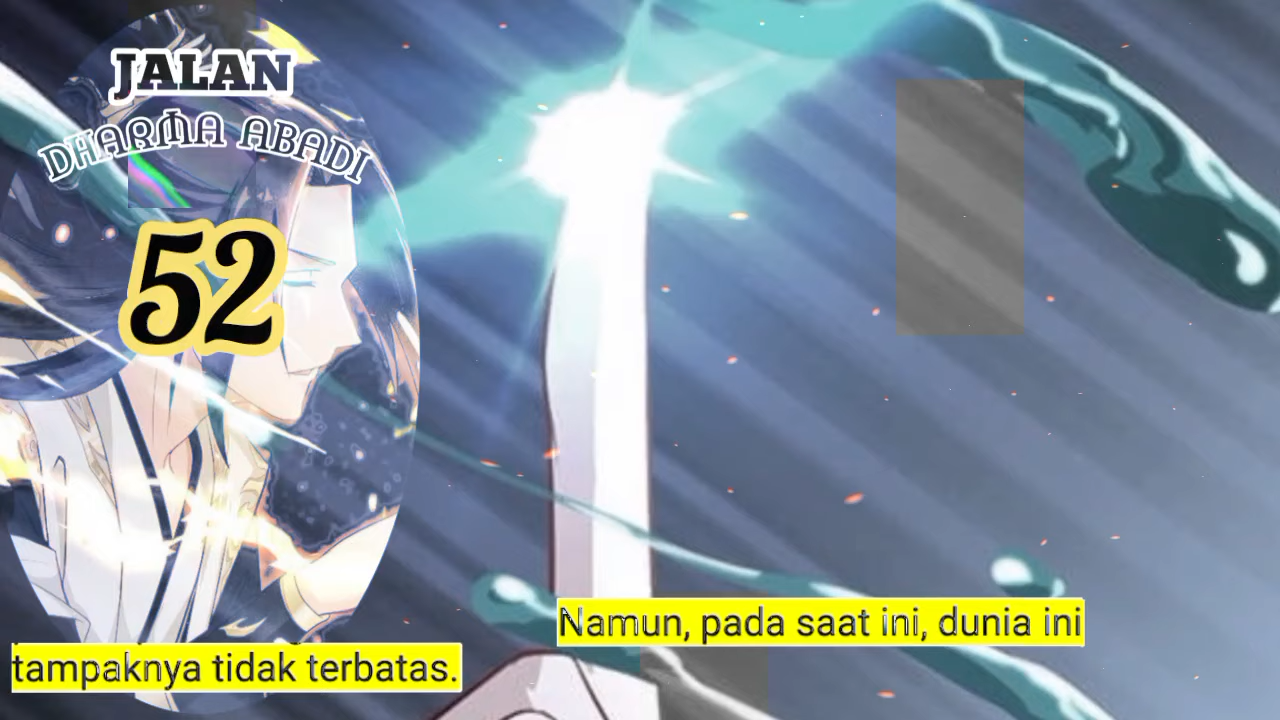 JALAN
DHARMA ABADI
52
Namun, pada saat ini, dunia ini
tampaknya tidak terbatas.